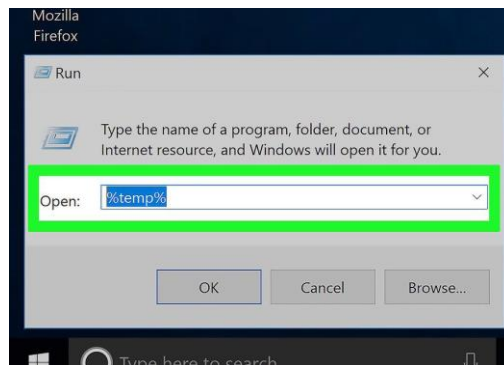 Mozilla
Firefox
Run
Type the name of a program, folder, document, or
Internet resource, and Windows will open it for you.
Open: %temp%
OK Cancel Browse...
Type here to search